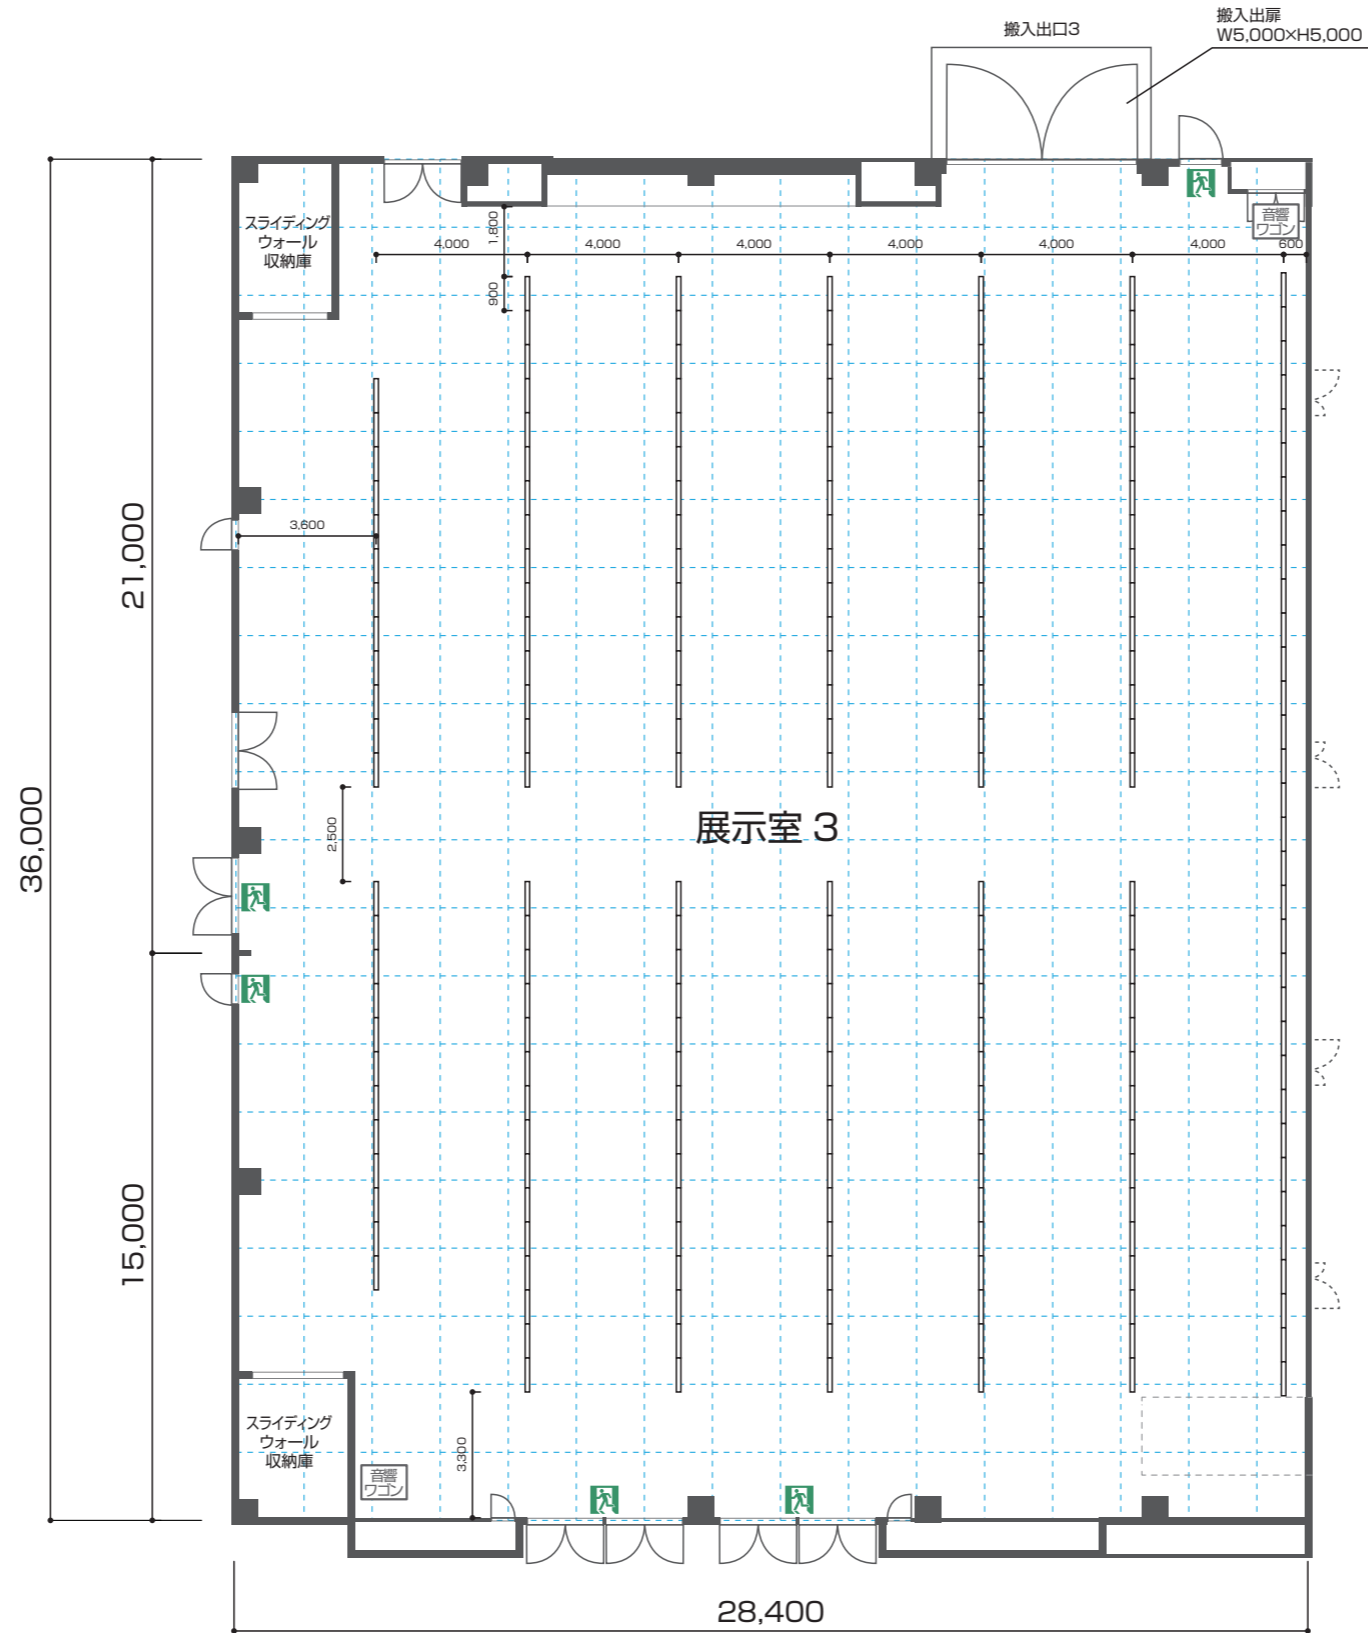 搬入出口3
搬入出扉
W5,000×H5,000
スライディング
ウォール
収納庫
音響
ワゴン
1,800
4,000
4,000
4,000
4,000
4,000
4,000
600
900
3,600
21,000
36,000
2,500
展示室 3
15,000
スライディング
ウォール
収納庫
音響
ワゴン
3,300
28,400